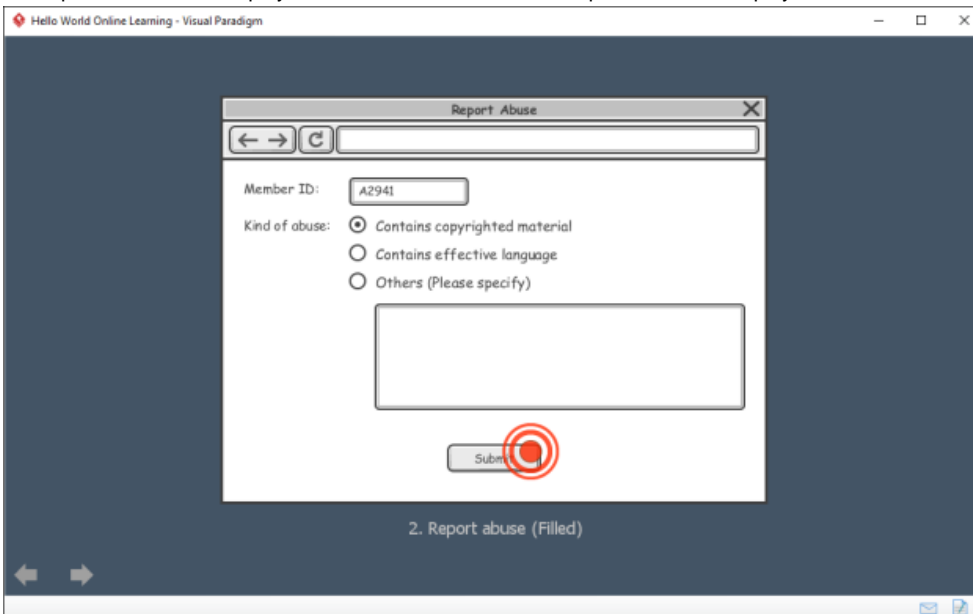 Hello World Online Learning - Visual Paradigm
Report Abuse
Member ID:
A2941
Kind of abuse:
Contains copyrighted material
Contains effective language
Others (Please specify)
Submit
2. Report abuse (Filled)